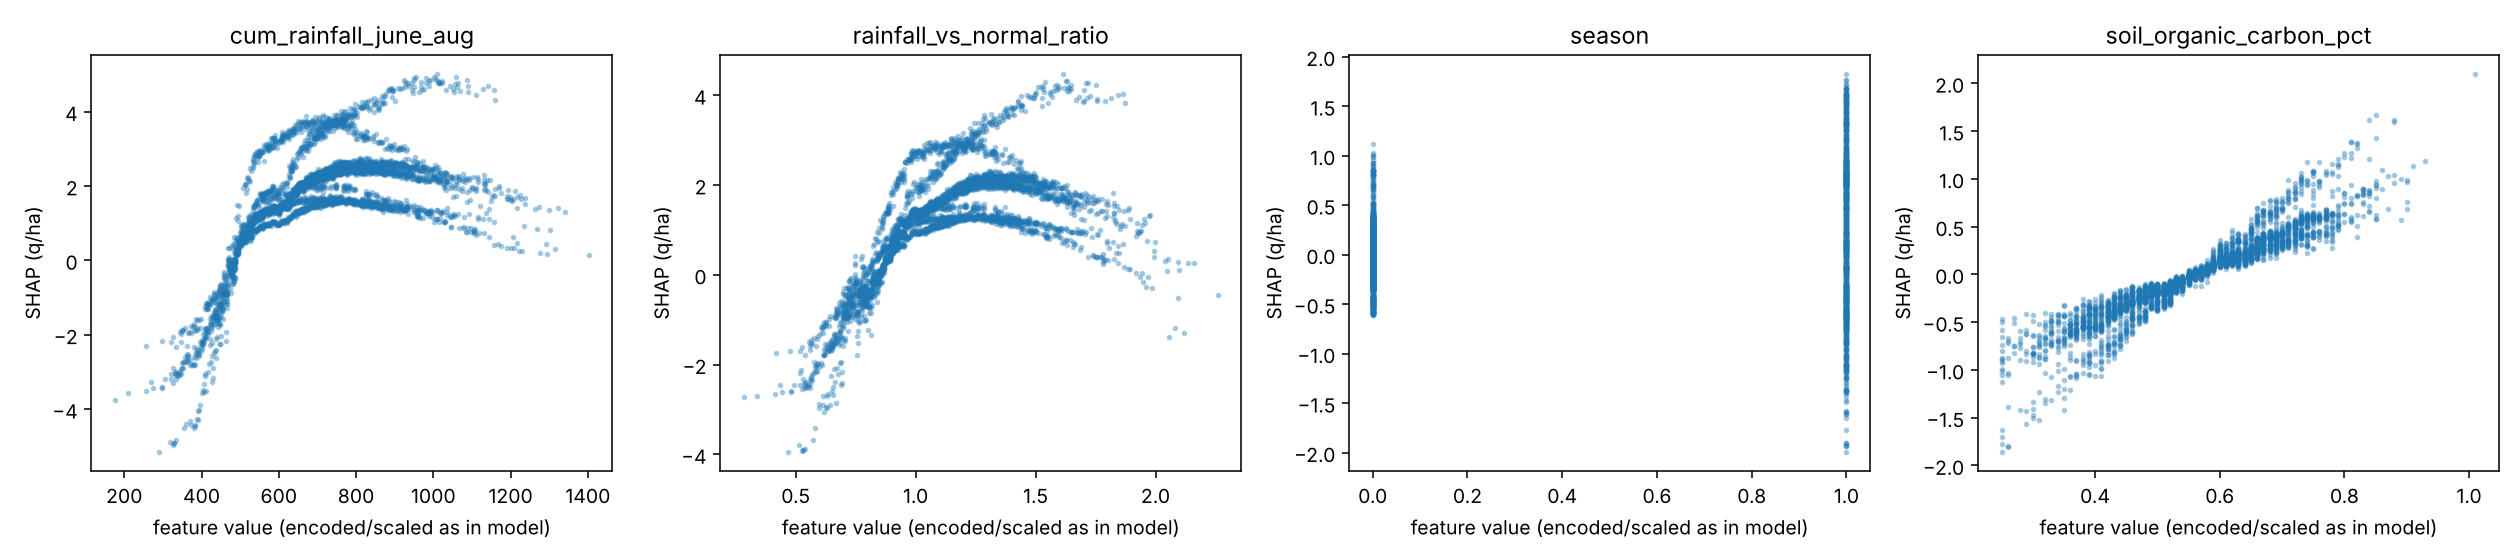 cum_rainfall_june_aug
SHAP (q/ha)
4
2
0
−2
−4
200 400 600 800 1000 1200 1400
feature value (encoded/scaled as in model)
rainfall_vs_normal_ratio
SHAP (q/ha)
4
2
0
−2
−4
0.5 1.0 1.5 2.0
feature value (encoded/scaled as in model)
season
SHAP (q/ha)
2.0
1.5
1.0
0.5
0.0
−0.5
−1.0
−1.5
−2.0
0.0 0.2 0.4 0.6 0.8 1.0
feature value (encoded/scaled as in model)
soil_organic_carbon_pct
SHAP (q/ha)
2.0
1.5
1.0
0.5
0.0
−0.5
−1.0
−1.5
−2.0
0.4 0.6 0.8 1.0
feature value (encoded/scaled as in model)